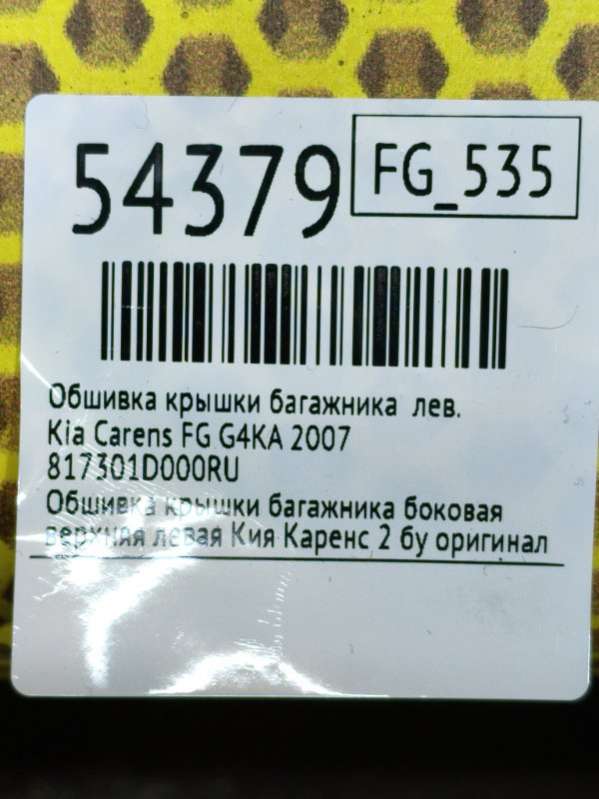 54379
FG_535
Обшивка крышки багажника лев.
Kia Carens FG G4KA 2007
817301D000RU
Обшивка крышки багажника боковая
верхняя левая Кия Каренс 2 бу оригинал